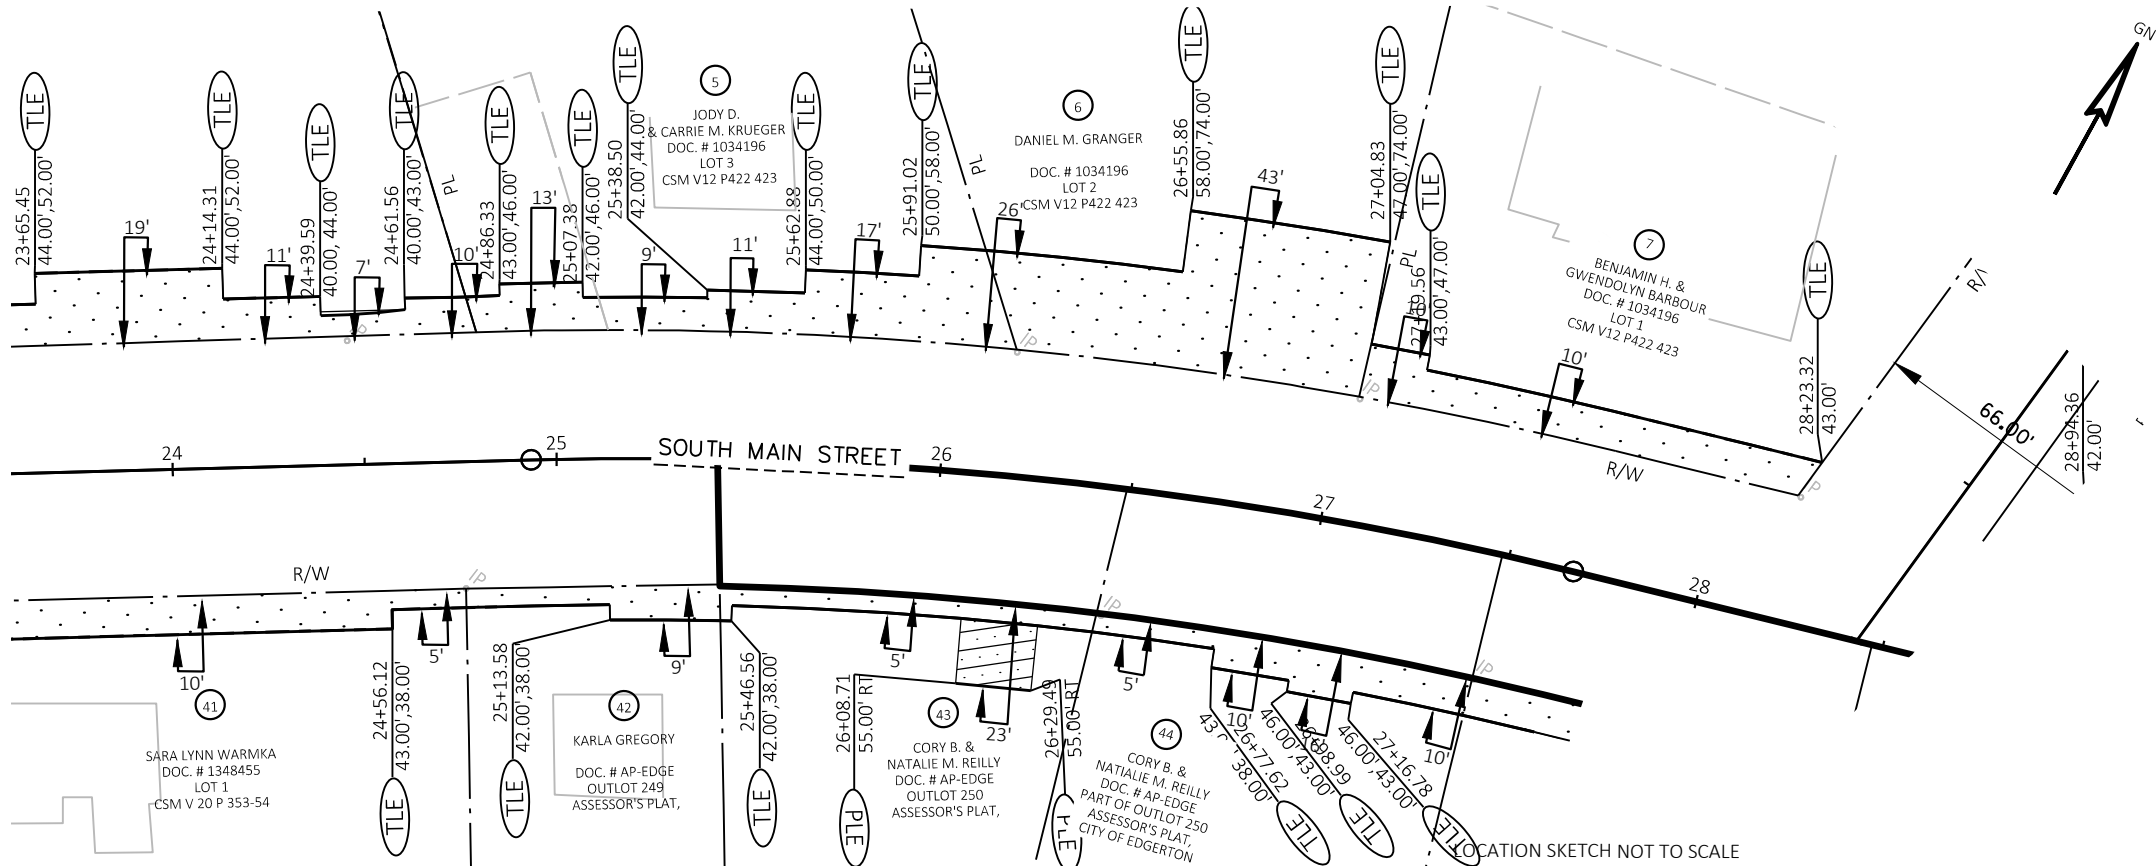 GN
TLE
TLE
TLE
TLE
TLE
TLE
TLE
TLE
TLE
TLE
TLE
TLE
TLE
23+65.45
44.00',52.00'
24+14.31
44.00',52.00'
24+39.59
40.00, 44.00'
24+61.56
40.00',43.00'
24+86.33
43.00',46.00'
25+07.38
42.00',46.00'
25+38.50
42.00',44.00'
25+62.88
44.00',50.00'
25+91.02
50.00',58.00'
26+55.86
58.00',74.00'
27+04.83
47.00',74.00'
43.00',47.00'
28+23.32
43.00'
28+94.36
42.00'
19'
11'
7'
10'
13'
9'
11'
17'
26'
43'
10'
10'
PL
PL
PL
5
JODY D.
& CARRIE M. KRUEGER
DOC. # 1034196
LOT 3
CSM V12 P422 423
6
DANIEL M. GRANGER
DOC. # 1034196
LOT 2
CSM V12 P422 423
7
BENJAMIN H. &
GWENDOLYN BARBOUR
DOC. # 1034196
LOT 1
CSM V12 P422 423
IP
IP
IP
IP
R/W
66.00'
24
25
SOUTH MAIN STREET
26
27
28
R/W
IP
IP
IP
10'
5'
9'
5'
23'
5'
10'
10'
41
SARA LYNN WARMKA
DOC. # 1348455
LOT 1
CSM V 20 P 353-54
24+56.12
43.00',38.00'
TLE
25+13.58
42.00',38.00'
TLE
42
KARLA GREGORY
DOC. # AP-EDGE
OUTLOT 249
ASSESSOR'S PLAT,
25+46.56
42.00',38.00'
TLE
26+08.71
55.00' RT
PLE
43
CORY B. &
NATALIE M. REILLY
DOC. # AP-EDGE
OUTLOT 250
ASSESSOR'S PLAT,
26+29.49
55.00' RT
44
CORY B. &
NATIALIE M. REILLY
DOC. # AP-EDGE
PART OF OUTLOT 250
ASSESSOR'S PLAT,
CITY OF EDGERTON
26+77.62
38.00'
TLE
46.00',43.00'
TLE
27+16.78
46.00',43.00'
TLE
LOCATION SKETCH NOT TO SCALE